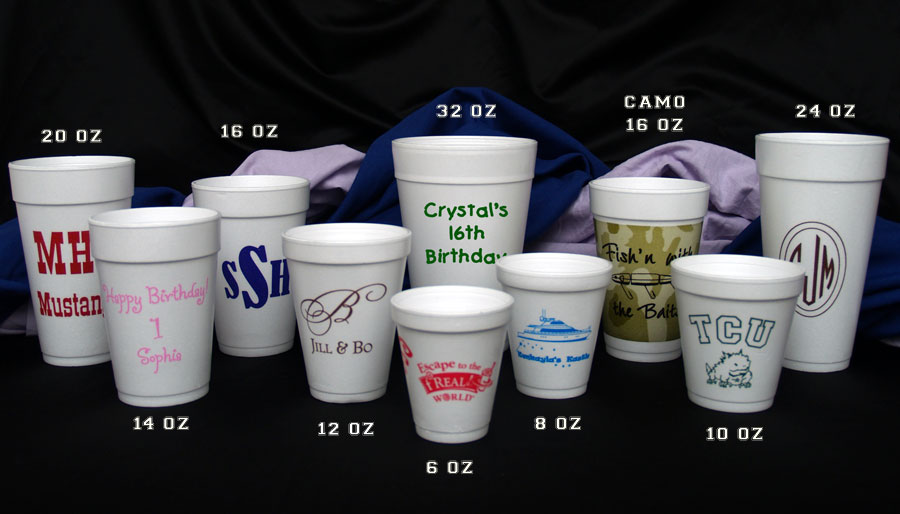 20 OZ
16 OZ
32 OZ
CAMO
16 OZ
24 OZ
MH
Mustan
Happy Birthday!
1
Sophia
SSH
B
JILL & BO
Crystal's
16th
Birthday
Escape to the
REAL
WORLD
Fish'n with
the Bait
TCU
JM
14 OZ
12 OZ
6 OZ
8 OZ
10 OZ